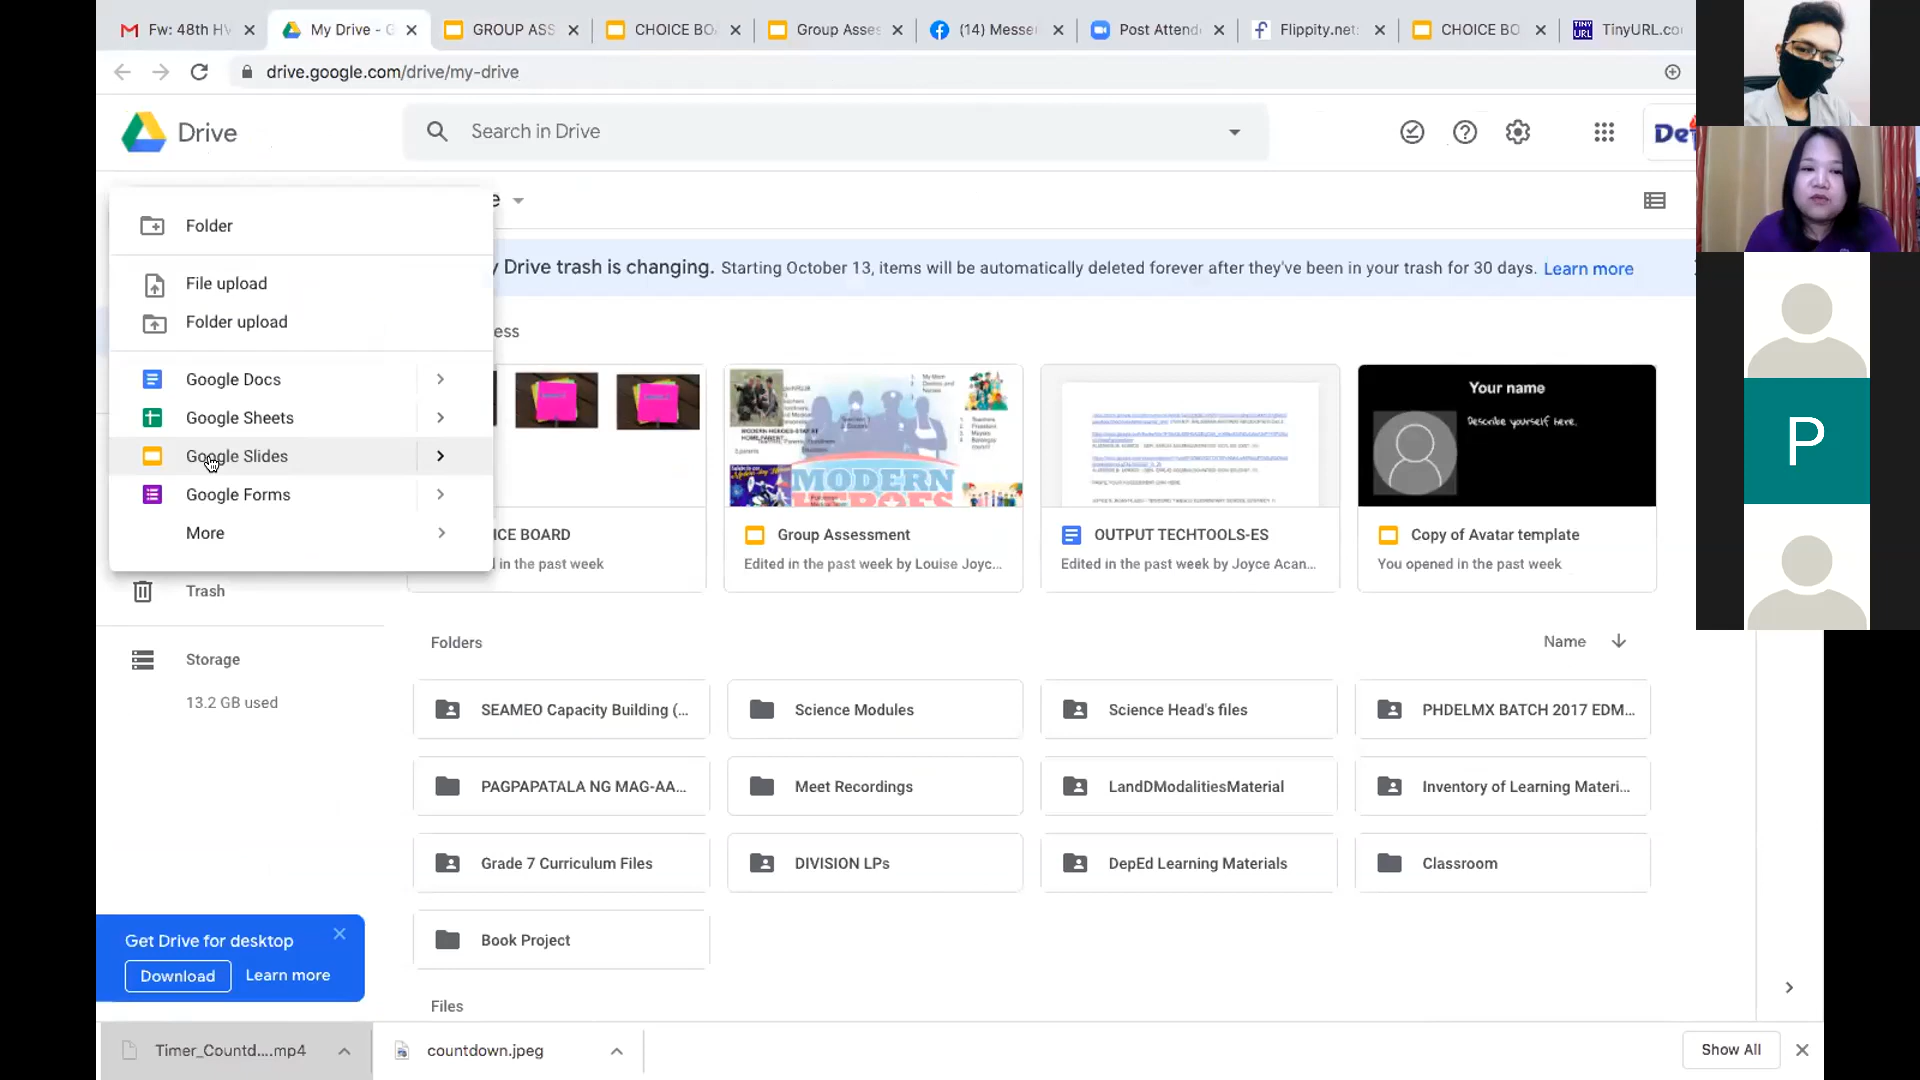 Fw: 48th HV
My Drive - G
GROUP ASS
CHOICE BO
Group Asses
(14) Messe
Post Attend
Flippity.net:
CHOICE BO
TINY URL
TinyURL.co
drive.google.com/drive/my-drive
Drive
Search in Drive
De
Folder
File upload
Folder upload
Google Docs
Google Sheets
Google Slides
Google Forms
More
Trash
Storage
13.2 GB used
e
y Drive trash is changing. Starting October 13, items will be automatically deleted forever after they've been in your trash for 30 days. Learn more
ess
MODERN HEROES
Your name
Describe yourself here.
ICE BOARD
in the past week
Group Assessment
Edited in the past week by Louise Joyc...
OUTPUT TECHTOOLS-ES
Edited in the past week by Joyce Acan...
Copy of Avatar template
You opened in the past week
P
Folders
Name
SEAMEO Capacity Building (...
Science Modules
Science Head's files
PHDELMX BATCH 2017 EDM...
PAGPAPATALA NG MAG-AA...
Meet Recordings
LandDModalitiesMaterial
Inventory of Learning Materi...
Grade 7 Curriculum Files
DIVISION LPs
DepEd Learning Materials
Classroom
Book Project
Files
Get Drive for desktop
Download
Learn more
Timer_Countd....mp4
countdown.jpeg
Show All